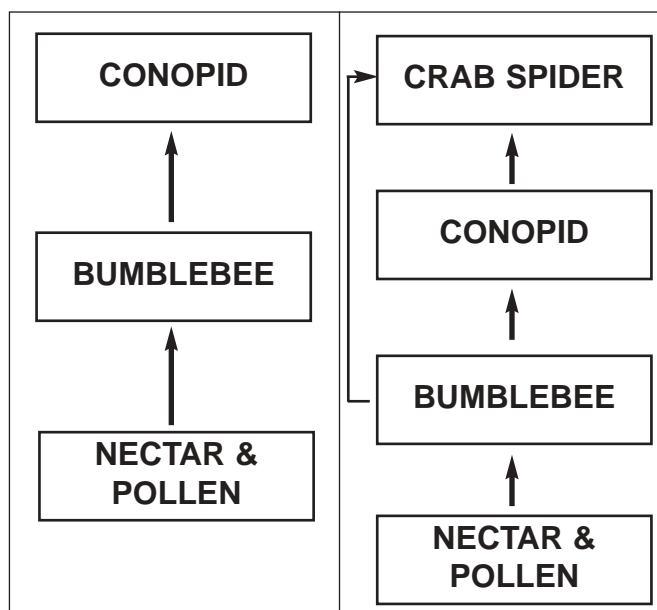 CONOPID
BUMBLEBEE
NECTAR &
POLLEN
CRAB SPIDER
CONOPID
BUMBLEBEE
NECTAR &
POLLEN